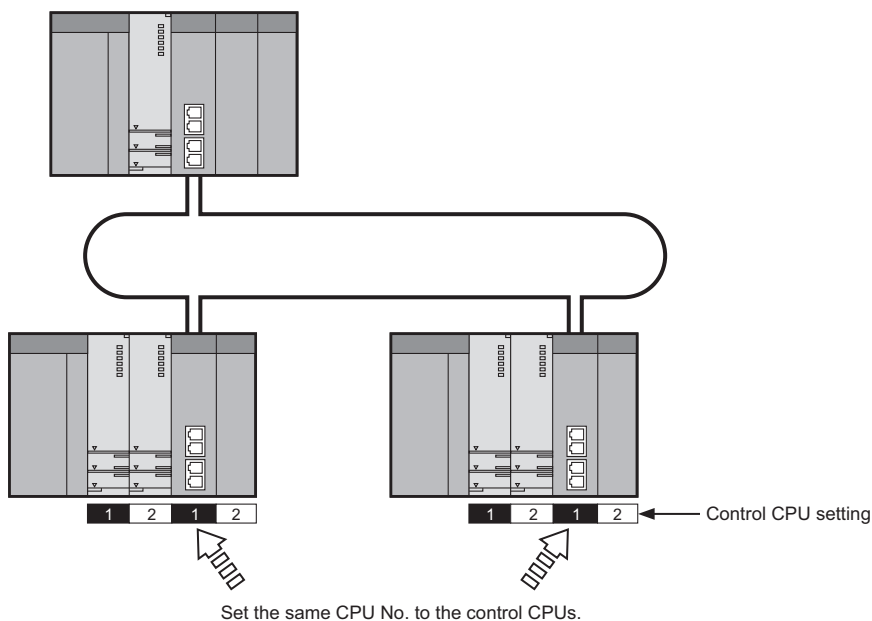 1 2 1 2 1 2 1 2 Control CPU setting
Set the same CPU No. to the control CPUs.